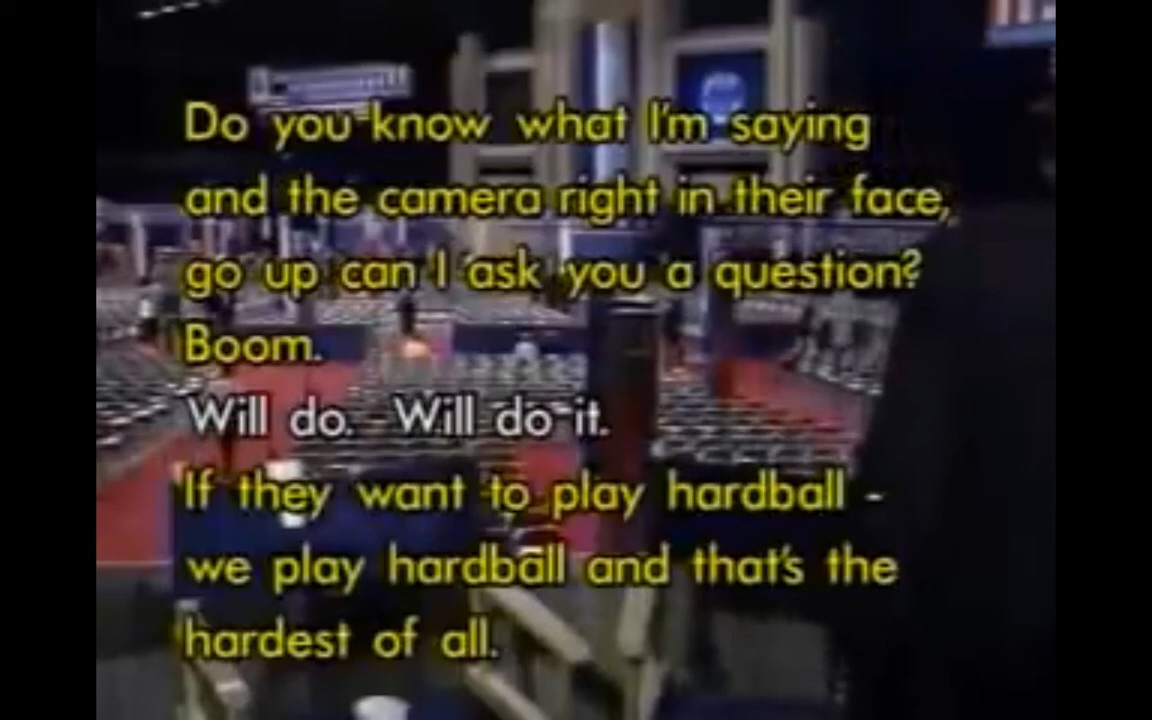 Do you know what I'm saying
and the camera right in their face,
go up can I ask you a question?
Boom.
Will do. Will do it.
If they want to play hardball -
we play hardball and that's the
hardest of all.